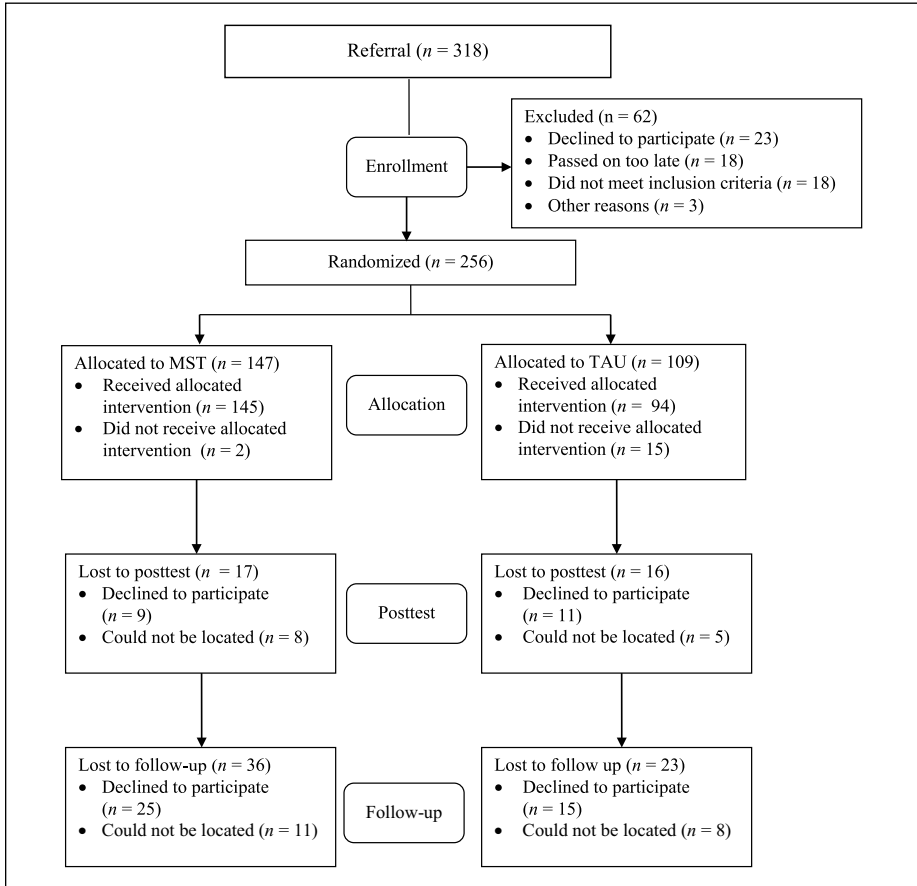 Referral (n = 318)
Excluded (n = 62)
• Declined to participate (n = 23)
• Passed on too late (n = 18)
• Did not meet inclusion criteria (n = 18)
• Other reasons (n = 3)
Enrollment
Randomized (n = 256)
Allocated to MST (n = 147)
• Received allocated
intervention (n = 145)
• Did not receive allocated
intervention (n = 2)
Allocation
Allocated to TAU (n = 109)
• Received allocated
intervention (n = 94)
• Did not receive allocated
intervention (n = 15)
Lost to posttest (n = 17)
• Declined to participate
(n = 9)
• Could not be located (n = 8)
Posttest
Lost to posttest (n = 16)
• Declined to participate
(n = 11)
• Could not be located (n = 5)
Lost to follow-up (n = 36)
• Declined to participate
(n = 25)
• Could not be located (n = 11)
Follow-up
Lost to follow up (n = 23)
• Declined to participate
(n = 15)
• Could not be located (n = 8)